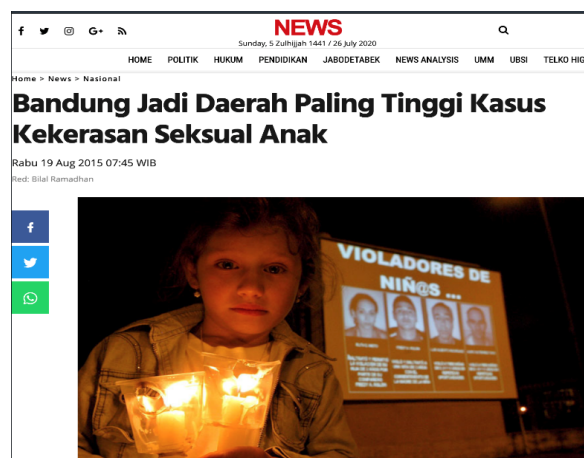 G+
NEWS
Sunday, 5 Zulhijjah 1441 / 26 July 2020
HOME POLITIK HUKUM PENDIDIKAN JABODETABEK NEWS ANALYSIS UMM UBSI TELKO HIG
Home > News > Nasional
Bandung Jadi Daerah Paling Tinggi Kasus
Kekerasan Seksual Anak
Rabu 19 Aug 2015 07:45 WIB
Red: Bilal Ramadhan
VIOLADORES DE
NIÑ@S ...